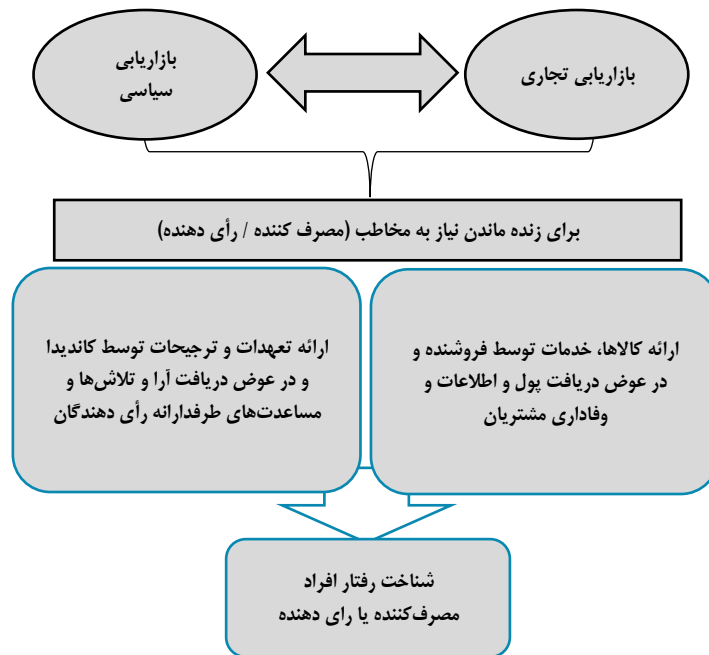 بازاریابی تجاری
بازاریابی
سیاسی
برای زنده ماندن نیاز به مخاطب (مصرف کننده / رأی دهنده)
ارائه کالاها، خدمات توسط فروشنده و
در عوض دریافت پول و اطلاعات و
وفاداری مشتریان
ارائه تعهدات و ترجیحات توسط کاندیدا
و در عوض دریافت آرا و تلاش‌ها و
مساعدت‌های طرفدارانه رأی دهندگان
شناخت رفتار افراد
مصرف‌کننده یا رای دهنده